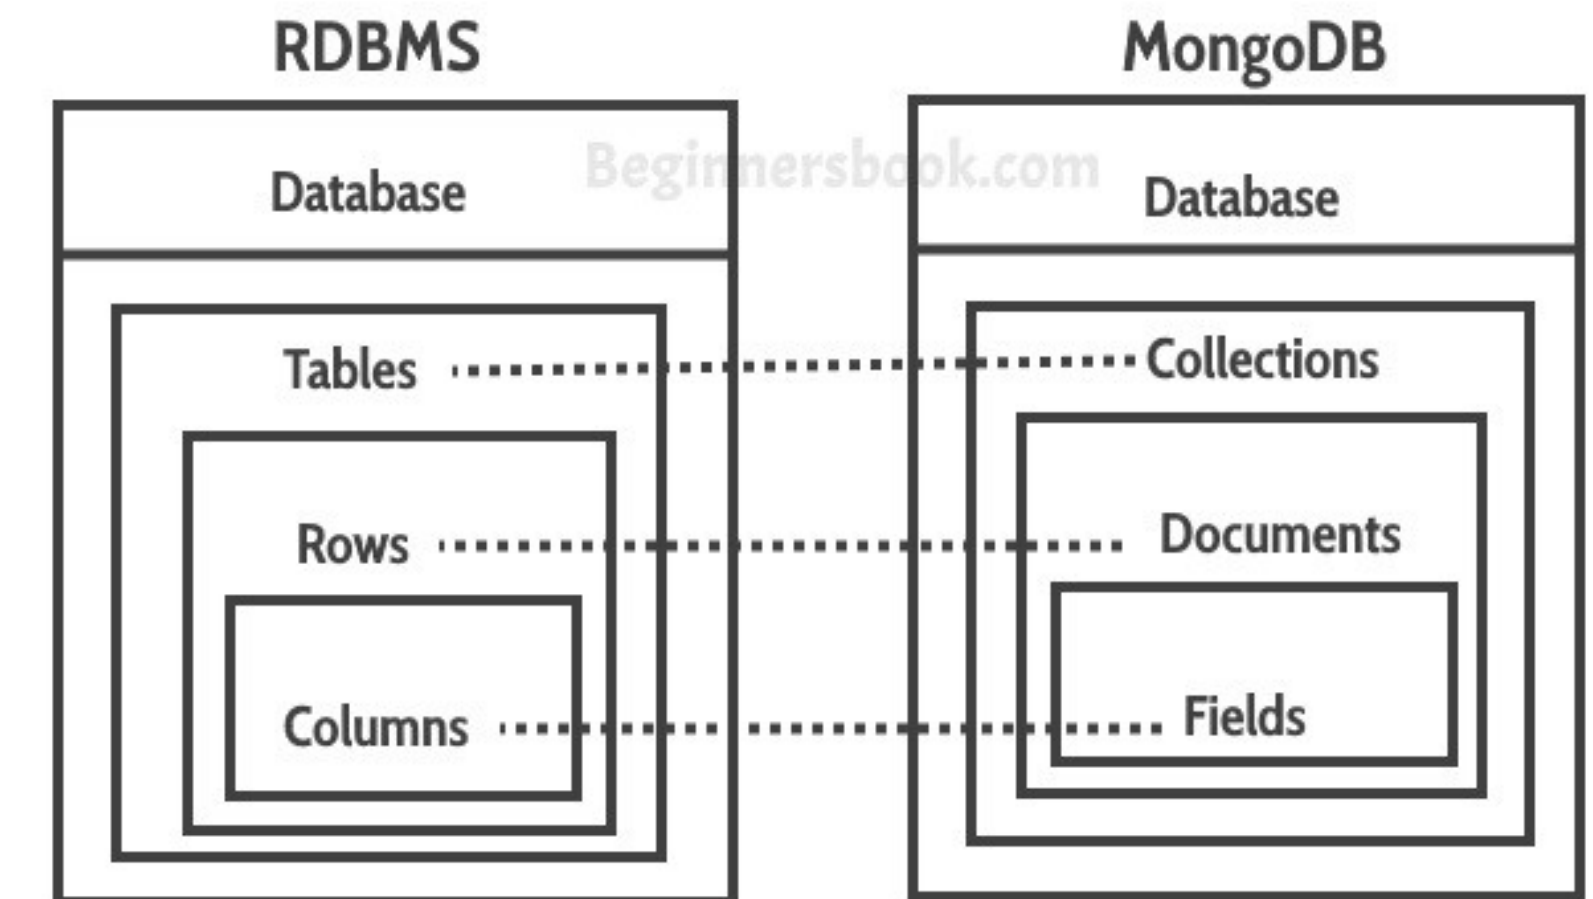 RDBMS
MongoDB
Beginnersbook.com
Database
Database
Tables
Collections
Rows
Documents
Columns
Fields